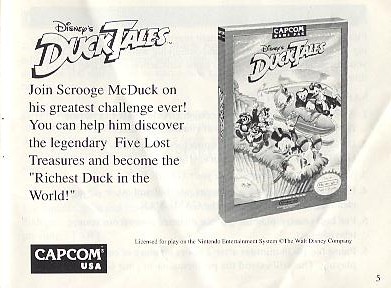 Disney's
DUCKTALES
Join Scrooge McDuck on
his greatest challenge ever!
You can help him discover
the legendary Five Lost
Treasures and become the
"Richest Duck in the
World!"
CAPCOM
USA
CAPCOM
Disney's
DUCKTALES
Licensed for play on the Nintendo Entertainment System ©The Walt Disney Company
5